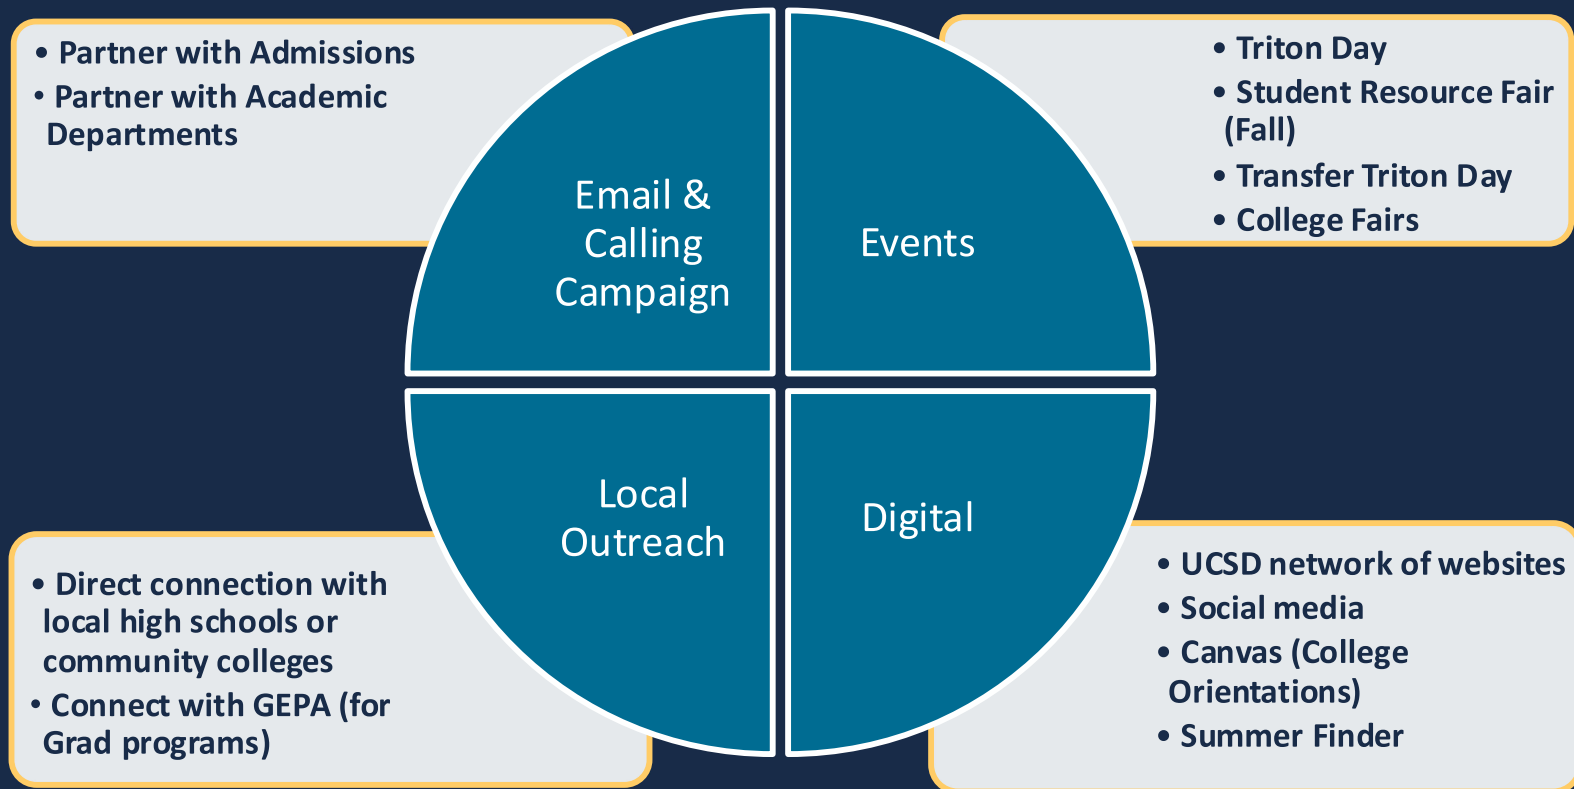 • Partner with Admissions
• Partner with Academic
Departments
Email &
Calling
Campaign
Events
• Triton Day
• Student Resource Fair
(Fall)
• Transfer Triton Day
• College Fairs
• Direct connection with
local high schools or
community colleges
• Connect with GEPA (for
Grad programs)
Local
Outreach
Digital
• UCSD network of websites
• Social media
• Canvas (College
Orientations)
• Summer Finder